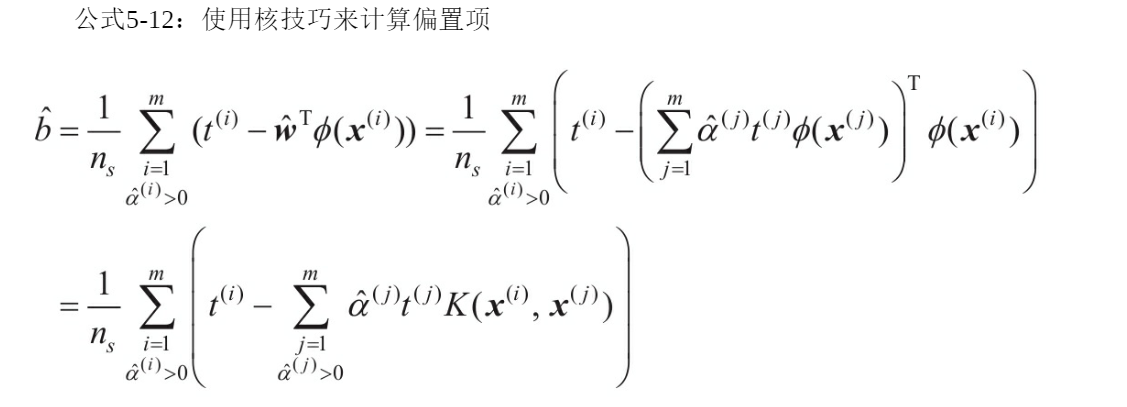 公式5-12：使用核技巧来计算偏置项
$\hat{b} = \frac{1}{n_s} \sum_{\substack{i=1 \\ \hat{\alpha}^{(i)}>0}}^{m} (t^{(i)} - \hat{\boldsymbol{w}}^{\mathrm{T}} \phi(\boldsymbol{x}^{(i)})) = \frac{1}{n_s} \sum_{\substack{i=1 \\ \hat{\alpha}^{(i)}>0}}^{m} \left( t^{(i)} - \left( \sum_{j=1}^{m} \hat{\alpha}^{(j)} t^{(j)} \phi(\boldsymbol{x}^{(j)}) \right)^{\mathrm{T}} \phi(\boldsymbol{x}^{(i)}) \right)$
$= \frac{1}{n_s} \sum_{\substack{i=1 \\ \hat{\alpha}^{(i)}>0}}^{m} \left( t^{(i)} - \sum_{\substack{j=1 \\ \hat{\alpha}^{(j)}>0}}^{m} \hat{\alpha}^{(j)} t^{(j)} K(\boldsymbol{x}^{(i)}, \boldsymbol{x}^{(j)}) \right)$